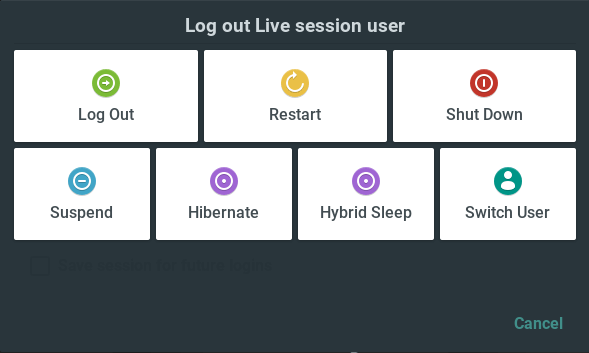 Log out Live session user
Log Out
Restart
Shut Down
Suspend
Hibernate
Hybrid Sleep
Switch User
Save session for future logins
Cancel